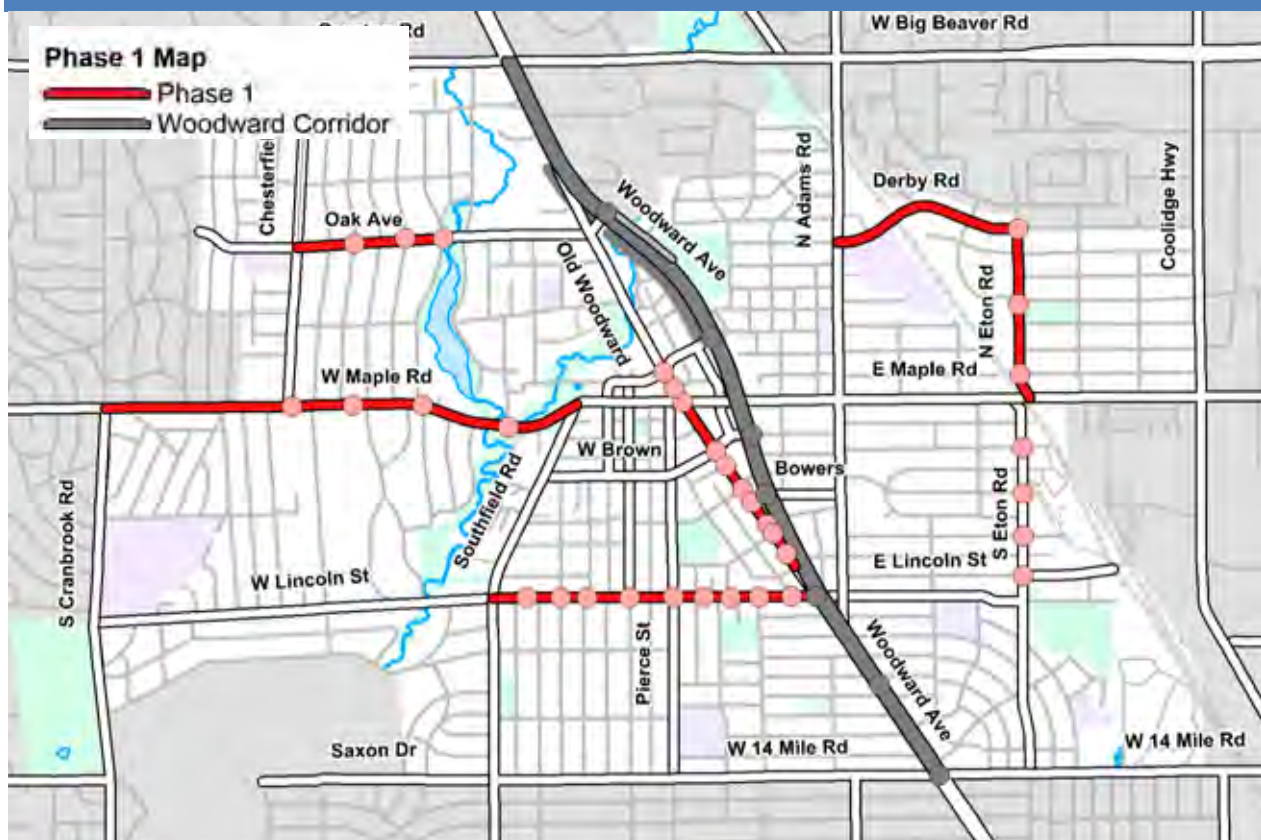 Rd
W Big Beaver Rd
Phase 1 Map
Phase 1
Woodward Corridor
Chesterfie
Oak Ave
Woodward Ave
N Adams Rd
Derby Rd
Coolidge Hwy
Old Woodward
N Eton Rd
W Maple Rd
E Maple Rd
W Brown
Bowers
S Cranbrook Rd
Southfield Rd
S Eton Rd
W Lincoln St
E Lincoln St
Pierce St
Woodward Ave
Saxon Dr
W 14 Mile Rd
W 14 Mile Rd